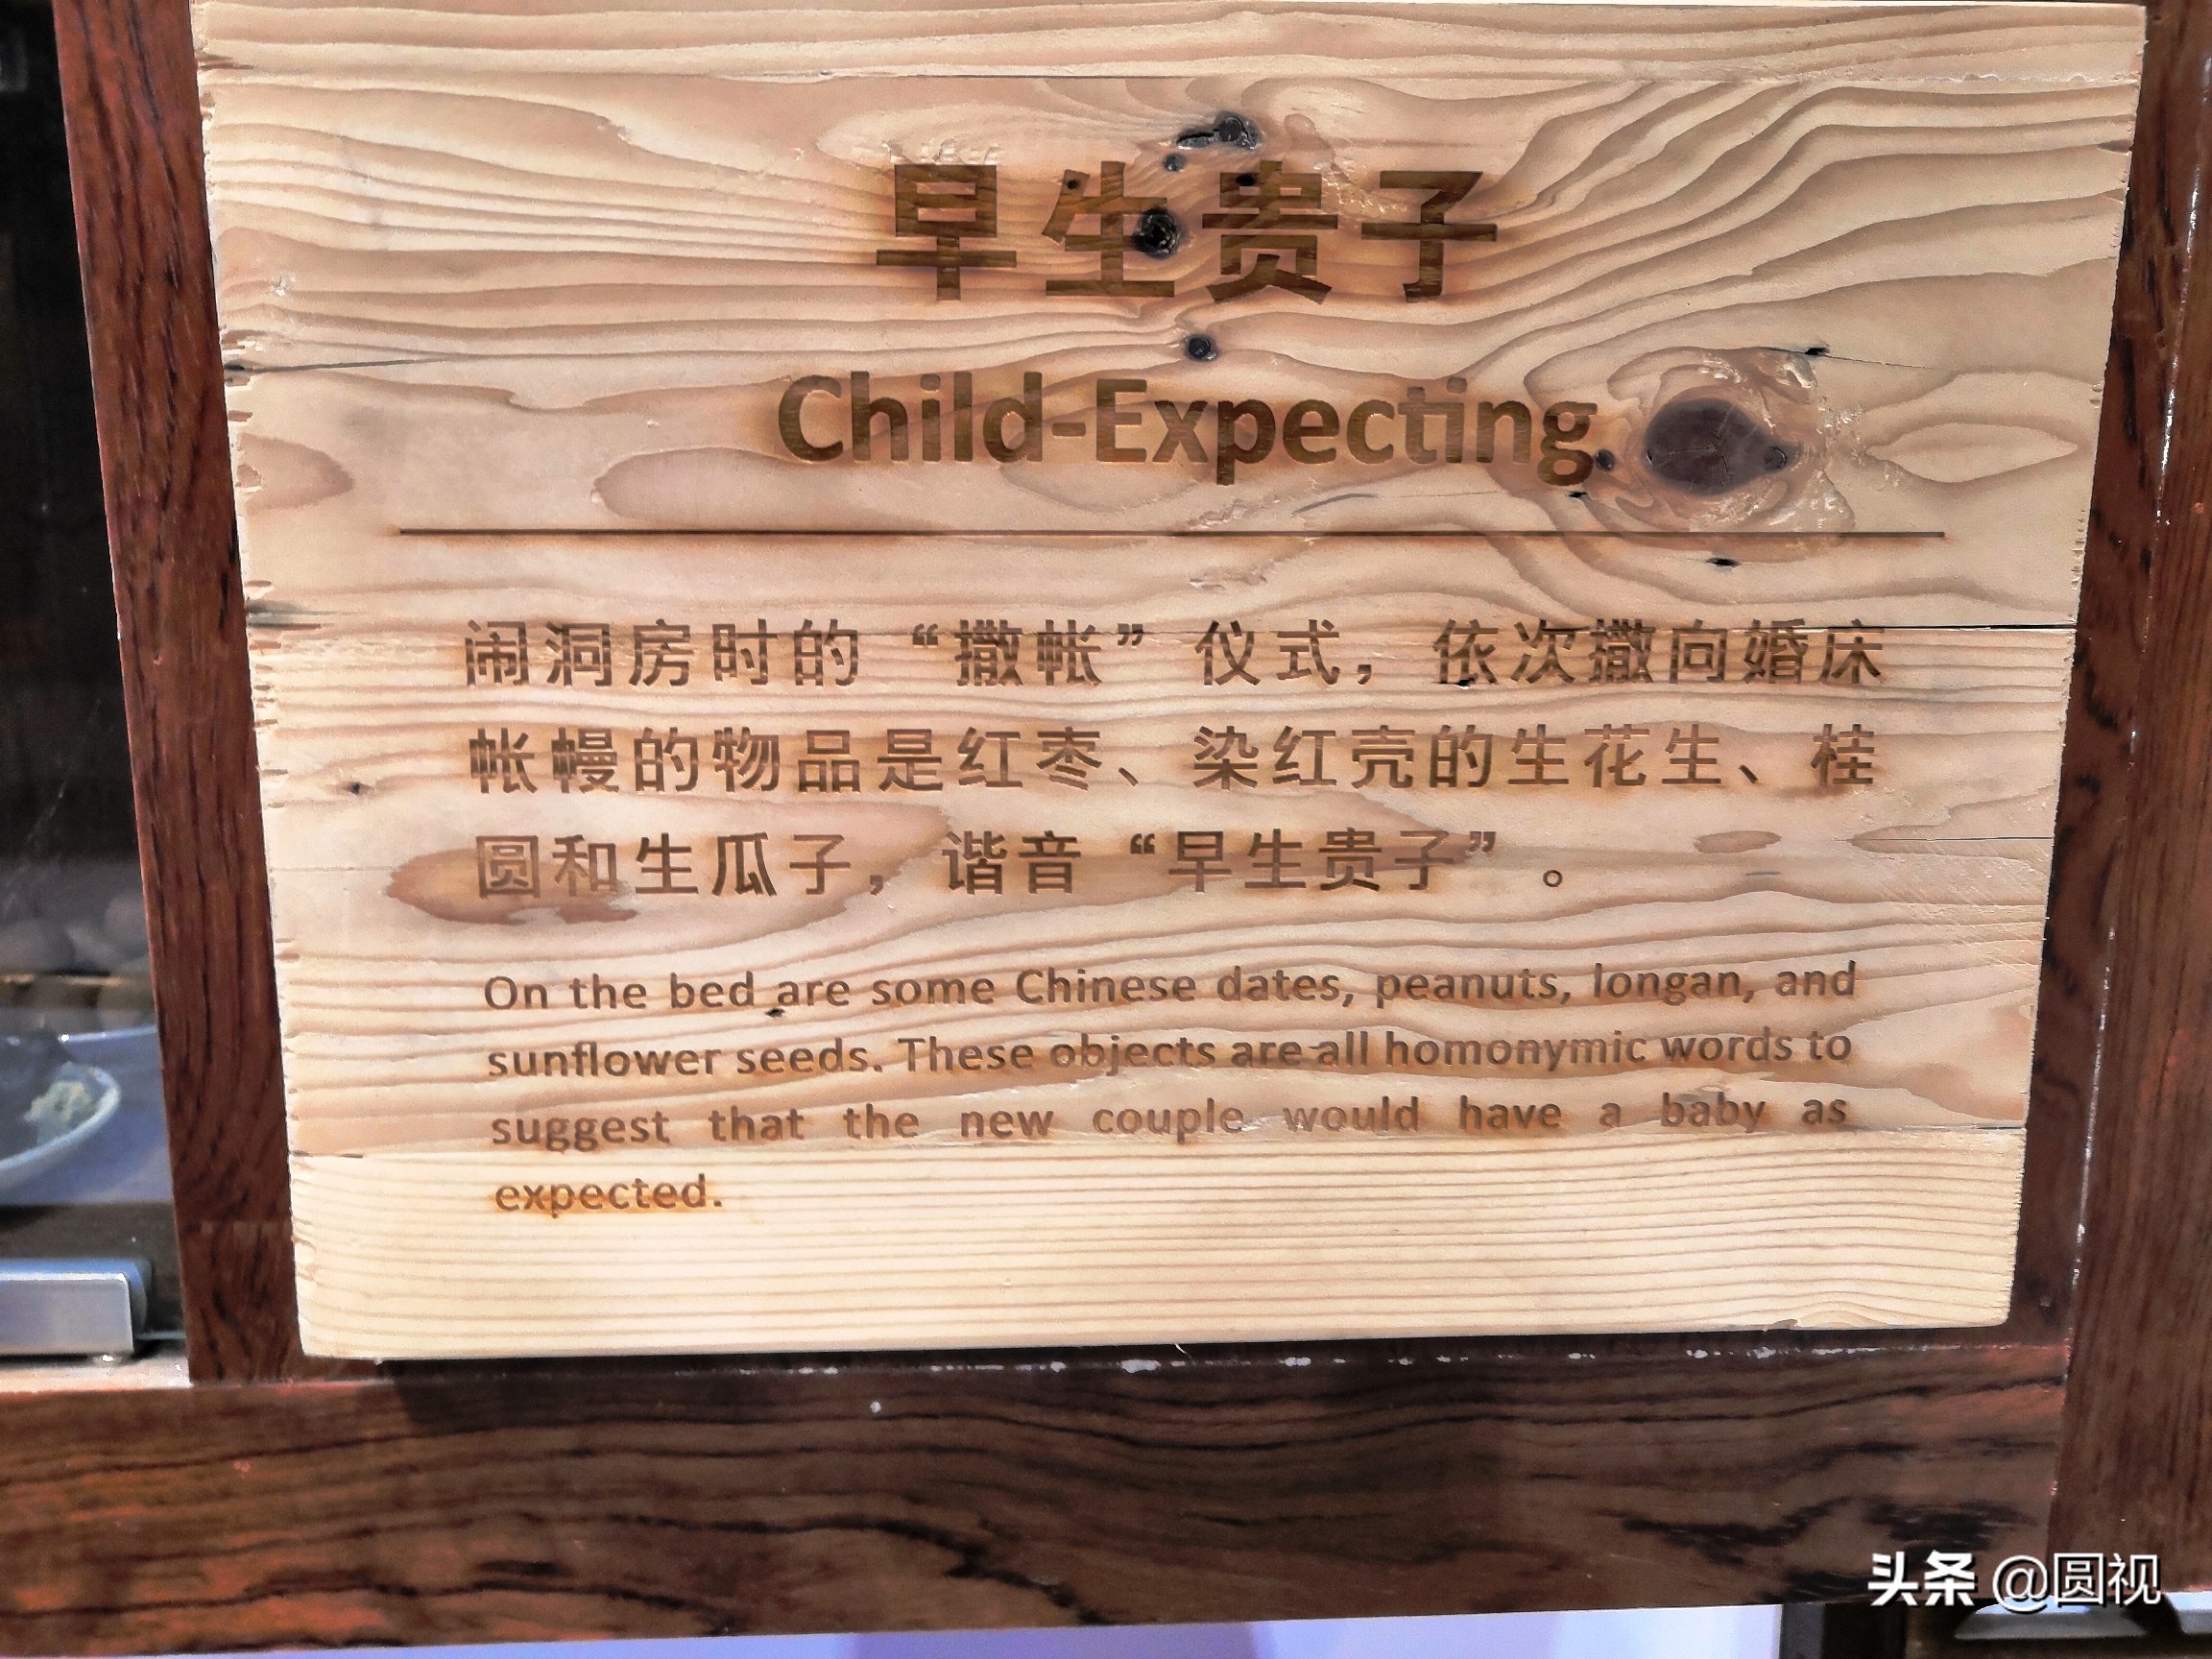 早生贵子
Child-Expecting
闹洞房时的“撒帐”仪式，依次撒向婚床
帐幔的物品是红枣、染红壳的生花生、桂
圆和生瓜子，谐音“早生贵子”。
On the bed are some Chinese dates, peanuts, longan, and
sunflower seeds. These objects are all homonymic words to
suggest that the new couple would have a baby as
expected.
头条 @圆视